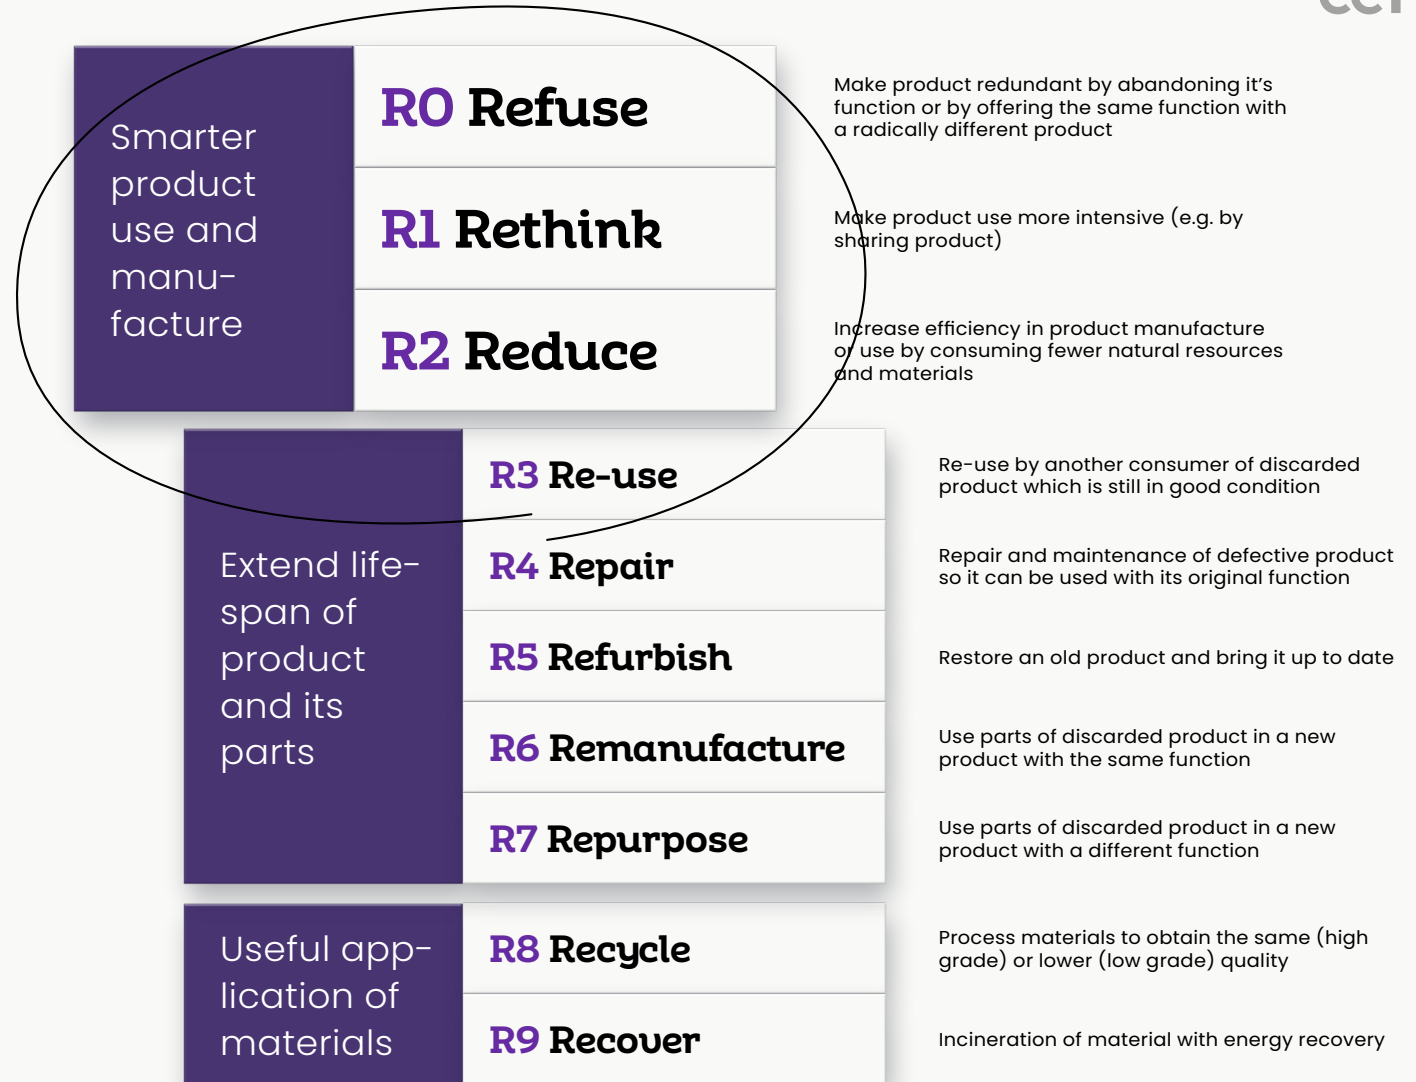 Smarter
product
use and
manu-
facture
R0 Refuse
Make product redundant by abandoning it's
function or by offering the same function with
a radically different product
R1 Rethink
Make product use more intensive (e.g. by
sharing product)
R2 Reduce
Increase efficiency in product manufacture
or use by consuming fewer natural resources
and materials
Extend life-
span of
product
and its
parts
R3 Re-use
Re-use by another consumer of discarded
product which is still in good condition
R4 Repair
Repair and maintenance of defective product
so it can be used with its original function
R5 Refurbish
Restore an old product and bring it up to date
R6 Remanufacture
Use parts of discarded product in a new
product with the same function
R7 Repurpose
Use parts of discarded product in a new
product with a different function
Useful app-
lication of
materials
R8 Recycle
Process materials to obtain the same (high
grade) or lower (low grade) quality
R9 Recover
Incineration of material with energy recovery